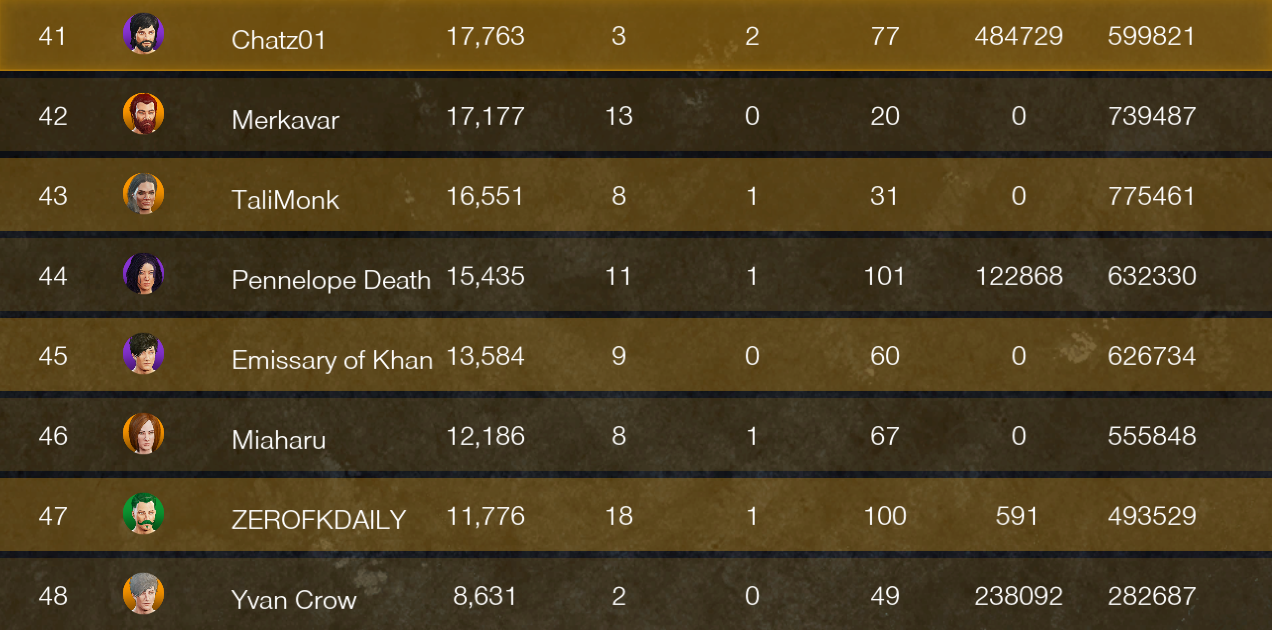 41 Chatz01 17,763 3 2 77 484729 599821
42 Merkavar 17,177 13 0 20 0 739487
43 TaliMonk 16,551 8 1 31 0 775461
44 Pennelope Death 15,435 11 1 101 122868 632330
45 Emissary of Khan 13,584 9 0 60 0 626734
46 Miaharu 12,186 8 1 67 0 555848
47 ZEROFKDAILY 11,776 18 1 100 591 493529
48 Yvan Crow 8,631 2 0 49 238092 282687